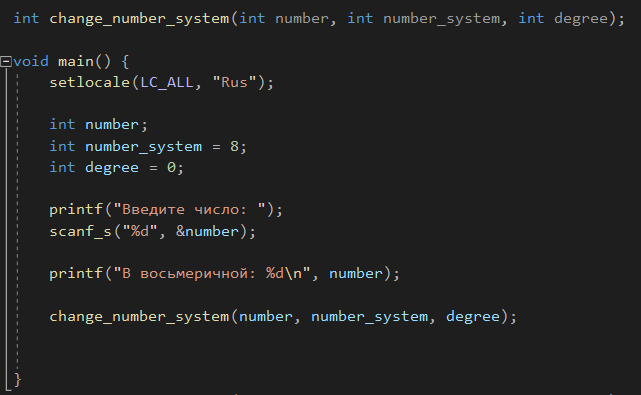 int change_number_system(int number, int number_system, int degree);
void main() {
setlocale(LC_ALL, "Rus");
int number;
int number_system = 8;
int degree = 0;
printf("Введите число: ");
scanf_s("%d", &number);
printf("В восьмеричной: %d\n", number);
change_number_system(number, number_system, degree);
}